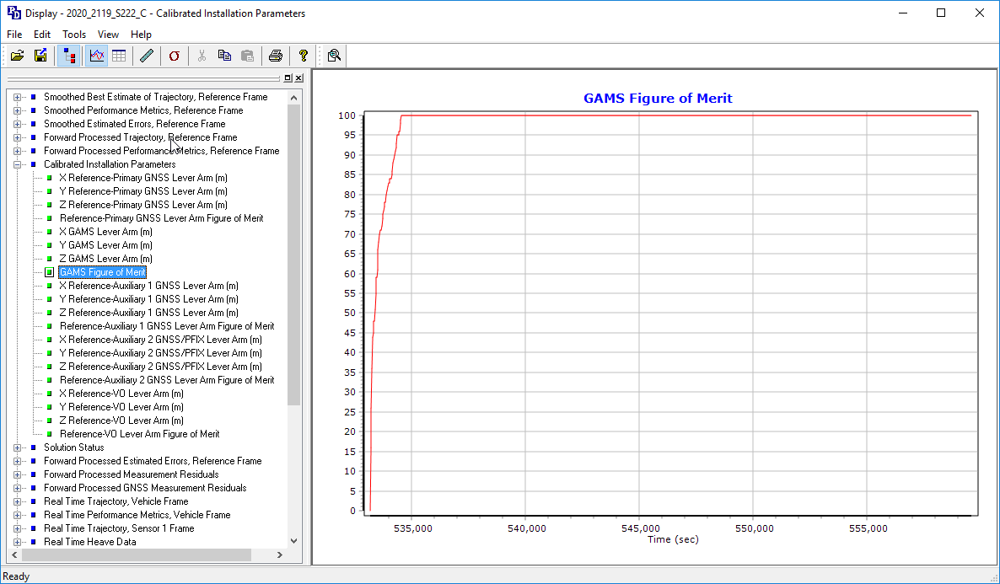 Display - 2020_2119_S222_C - Calibrated Installation Parameters
File Edit Tools View Help
Smoothed Best Estimate of Trajectory, Reference Frame
Smoothed Performance Metrics, Reference Frame
Smoothed Estimated Errors, Reference Frame
Forward Processed Trajectory, Reference Frame
Forward Processed Performance Metrics, Reference Frame
Calibrated Installation Parameters
X Reference-Primary GNSS Lever Arm (m)
Y Reference-Primary GNSS Lever Arm (m)
Z Reference-Primary GNSS Lever Arm (m)
Reference-Primary GNSS Lever Arm Figure of Merit
X GAMS Lever Arm (m)
Y GAMS Lever Arm (m)
Z GAMS Lever Arm (m)
GAMS Figure of Merit
X Reference-Auxiliary 1 GNSS Lever Arm (m)
Y Reference-Auxiliary 1 GNSS Lever Arm (m)
Z Reference-Auxiliary 1 GNSS Lever Arm (m)
Reference-Auxiliary 1 GNSS Lever Arm Figure of Merit
X Reference-Auxiliary 2 GNSS/PFIX Lever Arm (m)
Y Reference-Auxiliary 2 GNSS/PFIX Lever Arm (m)
Z Reference-Auxiliary 2 GNSS/PFIX Lever Arm (m)
Reference-Auxiliary 2 GNSS Lever Arm Figure of Merit
X Reference-VO Lever Arm (m)
Y Reference-VO Lever Arm (m)
Z Reference-VO Lever Arm (m)
Reference-VO Lever Arm Figure of Merit
Solution Status
Forward Processed Estimated Errors, Reference Frame
Forward Processed Measurement Residuals
Forward Processed GNSS Measurement Residuals
Real Time Trajectory, Vehicle Frame
Real Time Performance Metrics, Vehicle Frame
Real Time Trajectory, Sensor 1 Frame
Real Time Heave Data
GAMS Figure of Merit
100
95
90
85
80
75
70
65
60
55
50
45
40
35
30
25
20
15
10
5
0
535,000 540,000 545,000 550,000 555,000
Time (sec)
Ready